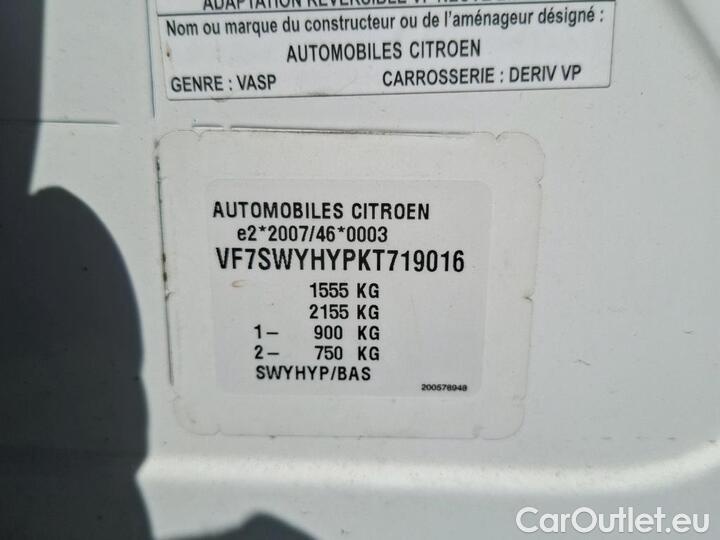 ADAPTATION REVERSIBLE VP
Nom ou marque du constructeur ou de l'aménageur désigné :
AUTOMOBILES CITROEN
GENRE : VASP CARROSSERIE : DERIV VP
AUTOMOBILES CITROEN
e2*2007/46*0003
VF7SWYHYPKT719016
1555 KG
2155 KG
1- 900 KG
2- 750 KG
SWYHYP/BAS
200578948
CarOutlet.eu